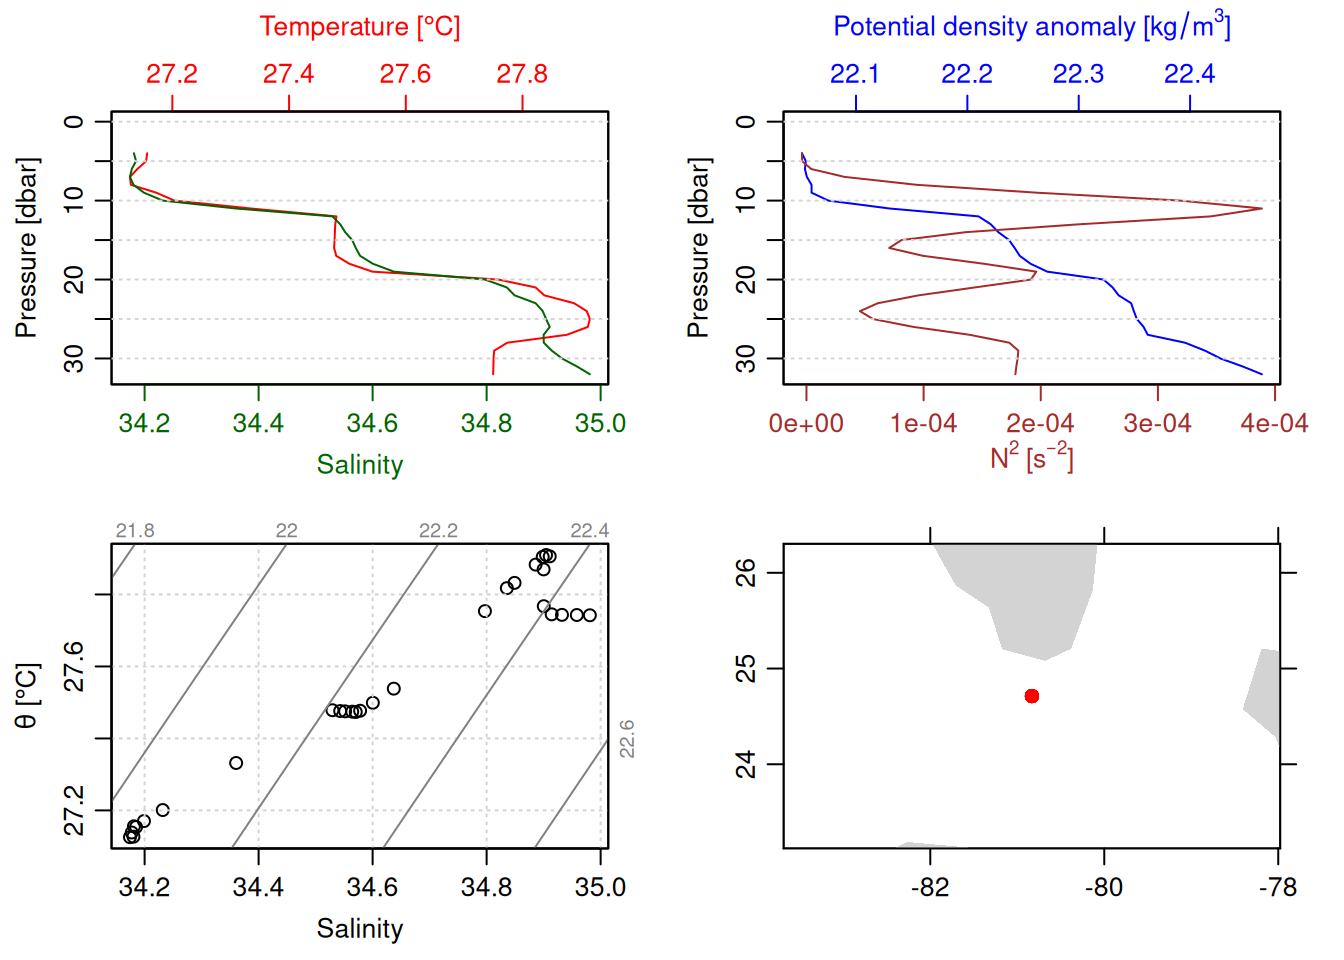 Temperature [°C]
27.2 27.4 27.6 27.8
Pressure [dbar]
0 10 20 30
34.2 34.4 34.6 34.8 35.0
Salinity
Potential density anomaly [kg/m³]
22.1 22.2 22.3 22.4
Pressure [dbar]
0 10 20 30
0e+00 1e-04 2e-04 3e-04 4e-04
N² [s⁻²]
21.8 22 22.2 22.4
22.6
θ [°C]
27.6
27.2
34.2 34.4 34.6 34.8 35.0
Salinity
26
25
24
-82 -80 -78